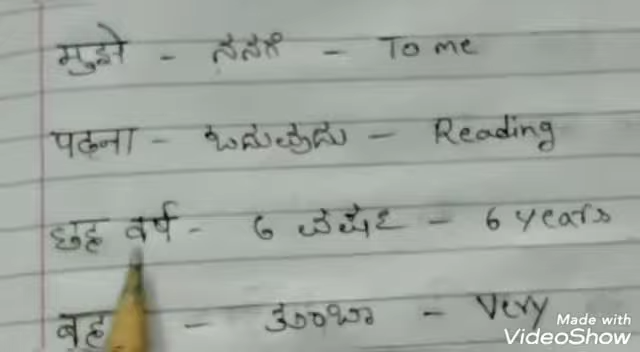 मुझे - ನನಗೆ - To me
पढना - ಓದುವುದು - Reading
छह वर्ष - 6 ವರ್ಷ - 6 years
- ತುಂಬಾ - Very
Made with
VideoShow